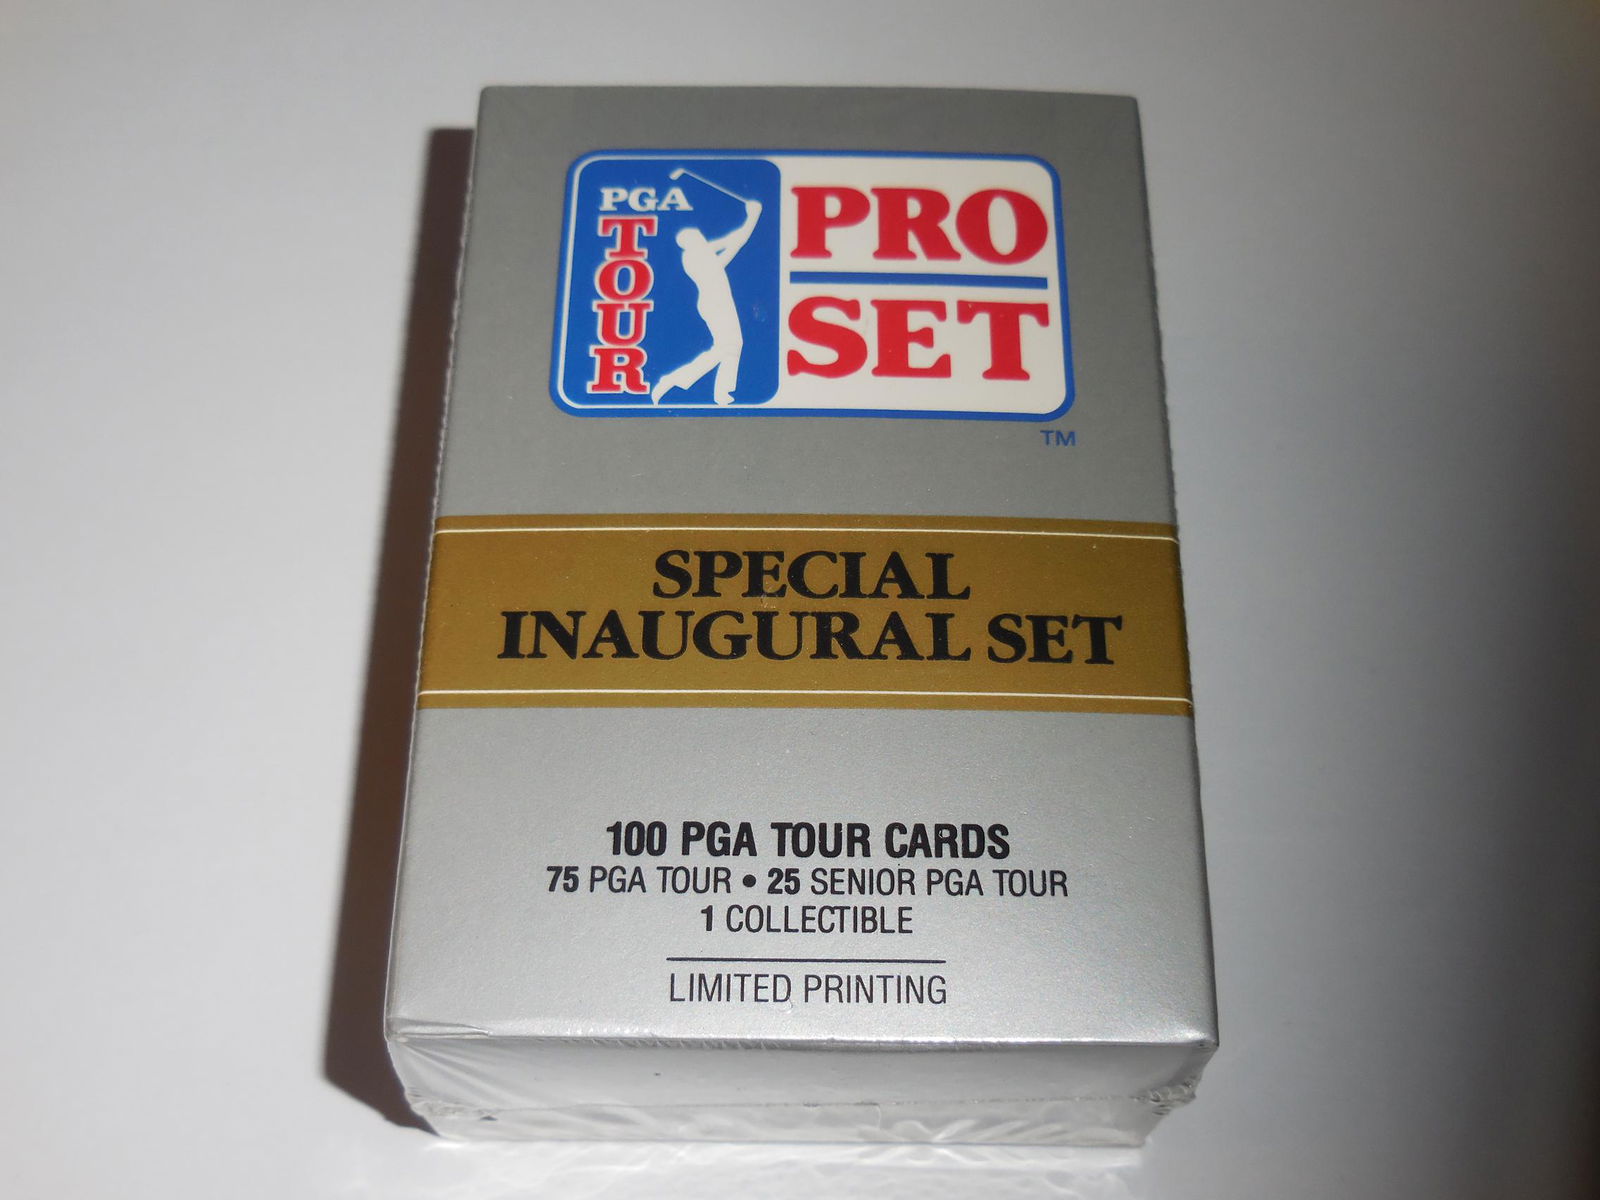 PGA
TOUR
PRO
SET
TM
SPECIAL
INAUGURAL SET
100 PGA TOUR CARDS
75 PGA TOUR • 25 SENIOR PGA TOUR
1 COLLECTIBLE
LIMITED PRINTING